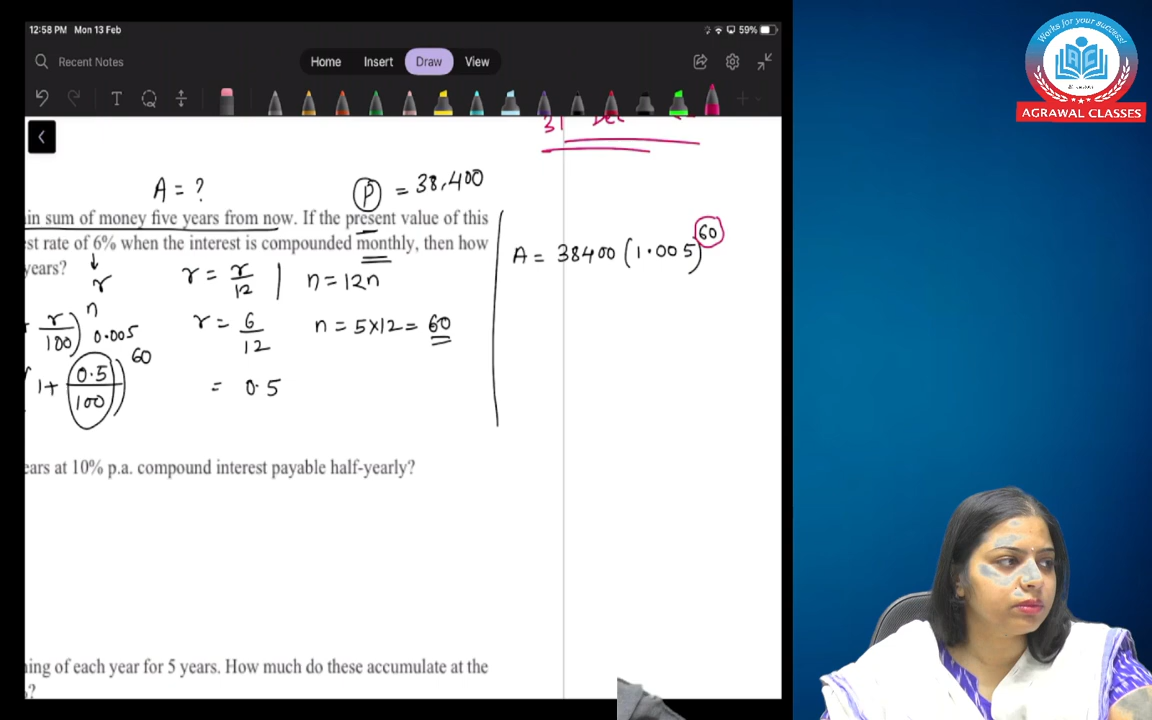 12:58 PM Mon 13 Feb
59%
Recent Notes
Home Insert Draw View
Works for your success!
AC
AGRAWAL CLASSES
31 Dec
A = ?
P = 38,400
in sum of money five years from now. If the present value of this
st rate of 6% when the interest is compounded monthly, then how
years?
r
r = r/12 | n = 12n
r/100) n 0.005
r = 6/12
n = 5×12 = 60
1+ 0.5/100) 60
= 0.5
A = 38400 (1.005)60
ears at 10% p.a. compound interest payable half-yearly?
ing of each year for 5 years. How much do these accumulate at the
?